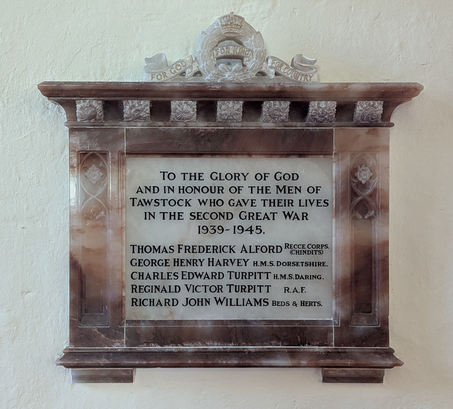 FOR GOD
FOR KING
& COUNTRY
TO THE GLORY OF GOD
AND IN HONOUR OF THE MEN OF
TAWSTOCK WHO GAVE THEIR LIVES
IN THE SECOND GREAT WAR
1939-1945.
THOMAS FREDERICK ALFORD RECCE CORPS. (CHINDITS)
GEORGE HENRY HARVEY H.M.S. DORSETSHIRE.
CHARLES EDWARD TURPITT H.M.S. DARING.
REGINALD VICTOR TURPITT R.A.F.
RICHARD JOHN WILLIAMS BEDS & HERTS.